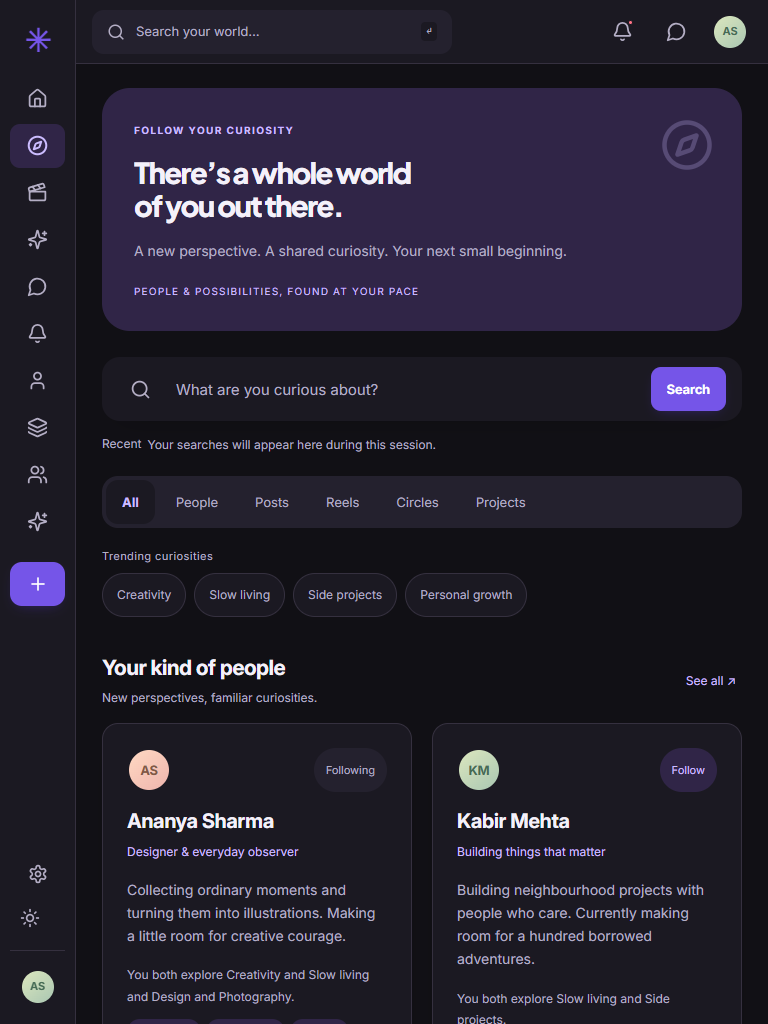 Search your world...
AS
FOLLOW YOUR CURIOSITY
There’s a whole world
of you out there.
A new perspective. A shared curiosity. Your next small beginning.
PEOPLE & POSSIBILITIES, FOUND AT YOUR PACE
What are you curious about?
Search
Recent Your searches will appear here during this session.
All People Posts Reels Circles Projects
Trending curiosities
Creativity Slow living Side projects Personal growth
Your kind of people
See all
New perspectives, familiar curiosities.
AS
Following
Ananya Sharma
Designer & everyday observer
Collecting ordinary moments and
turning them into illustrations. Making
a little room for creative courage.
You both explore Creativity and Slow living
and Design and Photography.
KM
Follow
Kabir Mehta
Building things that matter
Building neighbourhood projects with
people who care. Currently making
room for a hundred borrowed
adventures.
You both explore Slow living and Side
projects.
AS